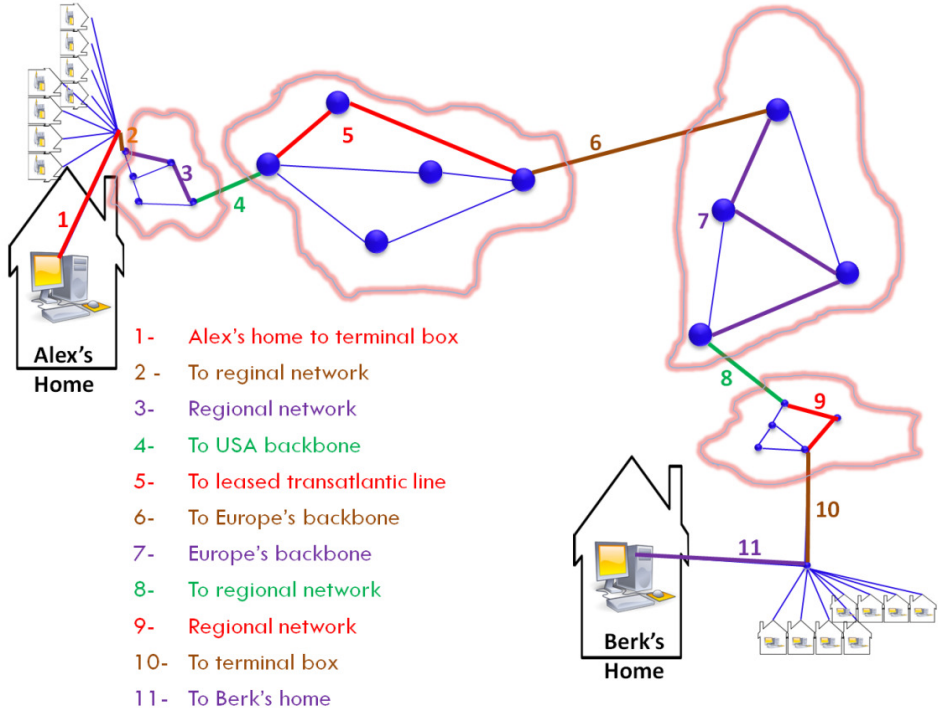 2
3
1
4
5
6
7
8
9
10
11
Alex's
Home
1- Alex's home to terminal box
2 - To reginal network
3- Regional network
4- To USA backbone
5- To leased transatlantic line
6- To Europe's backbone
7- Europe's backbone
8- To regional network
9- Regional network
10- To terminal box
11- To Berk's home
Berk's
Home